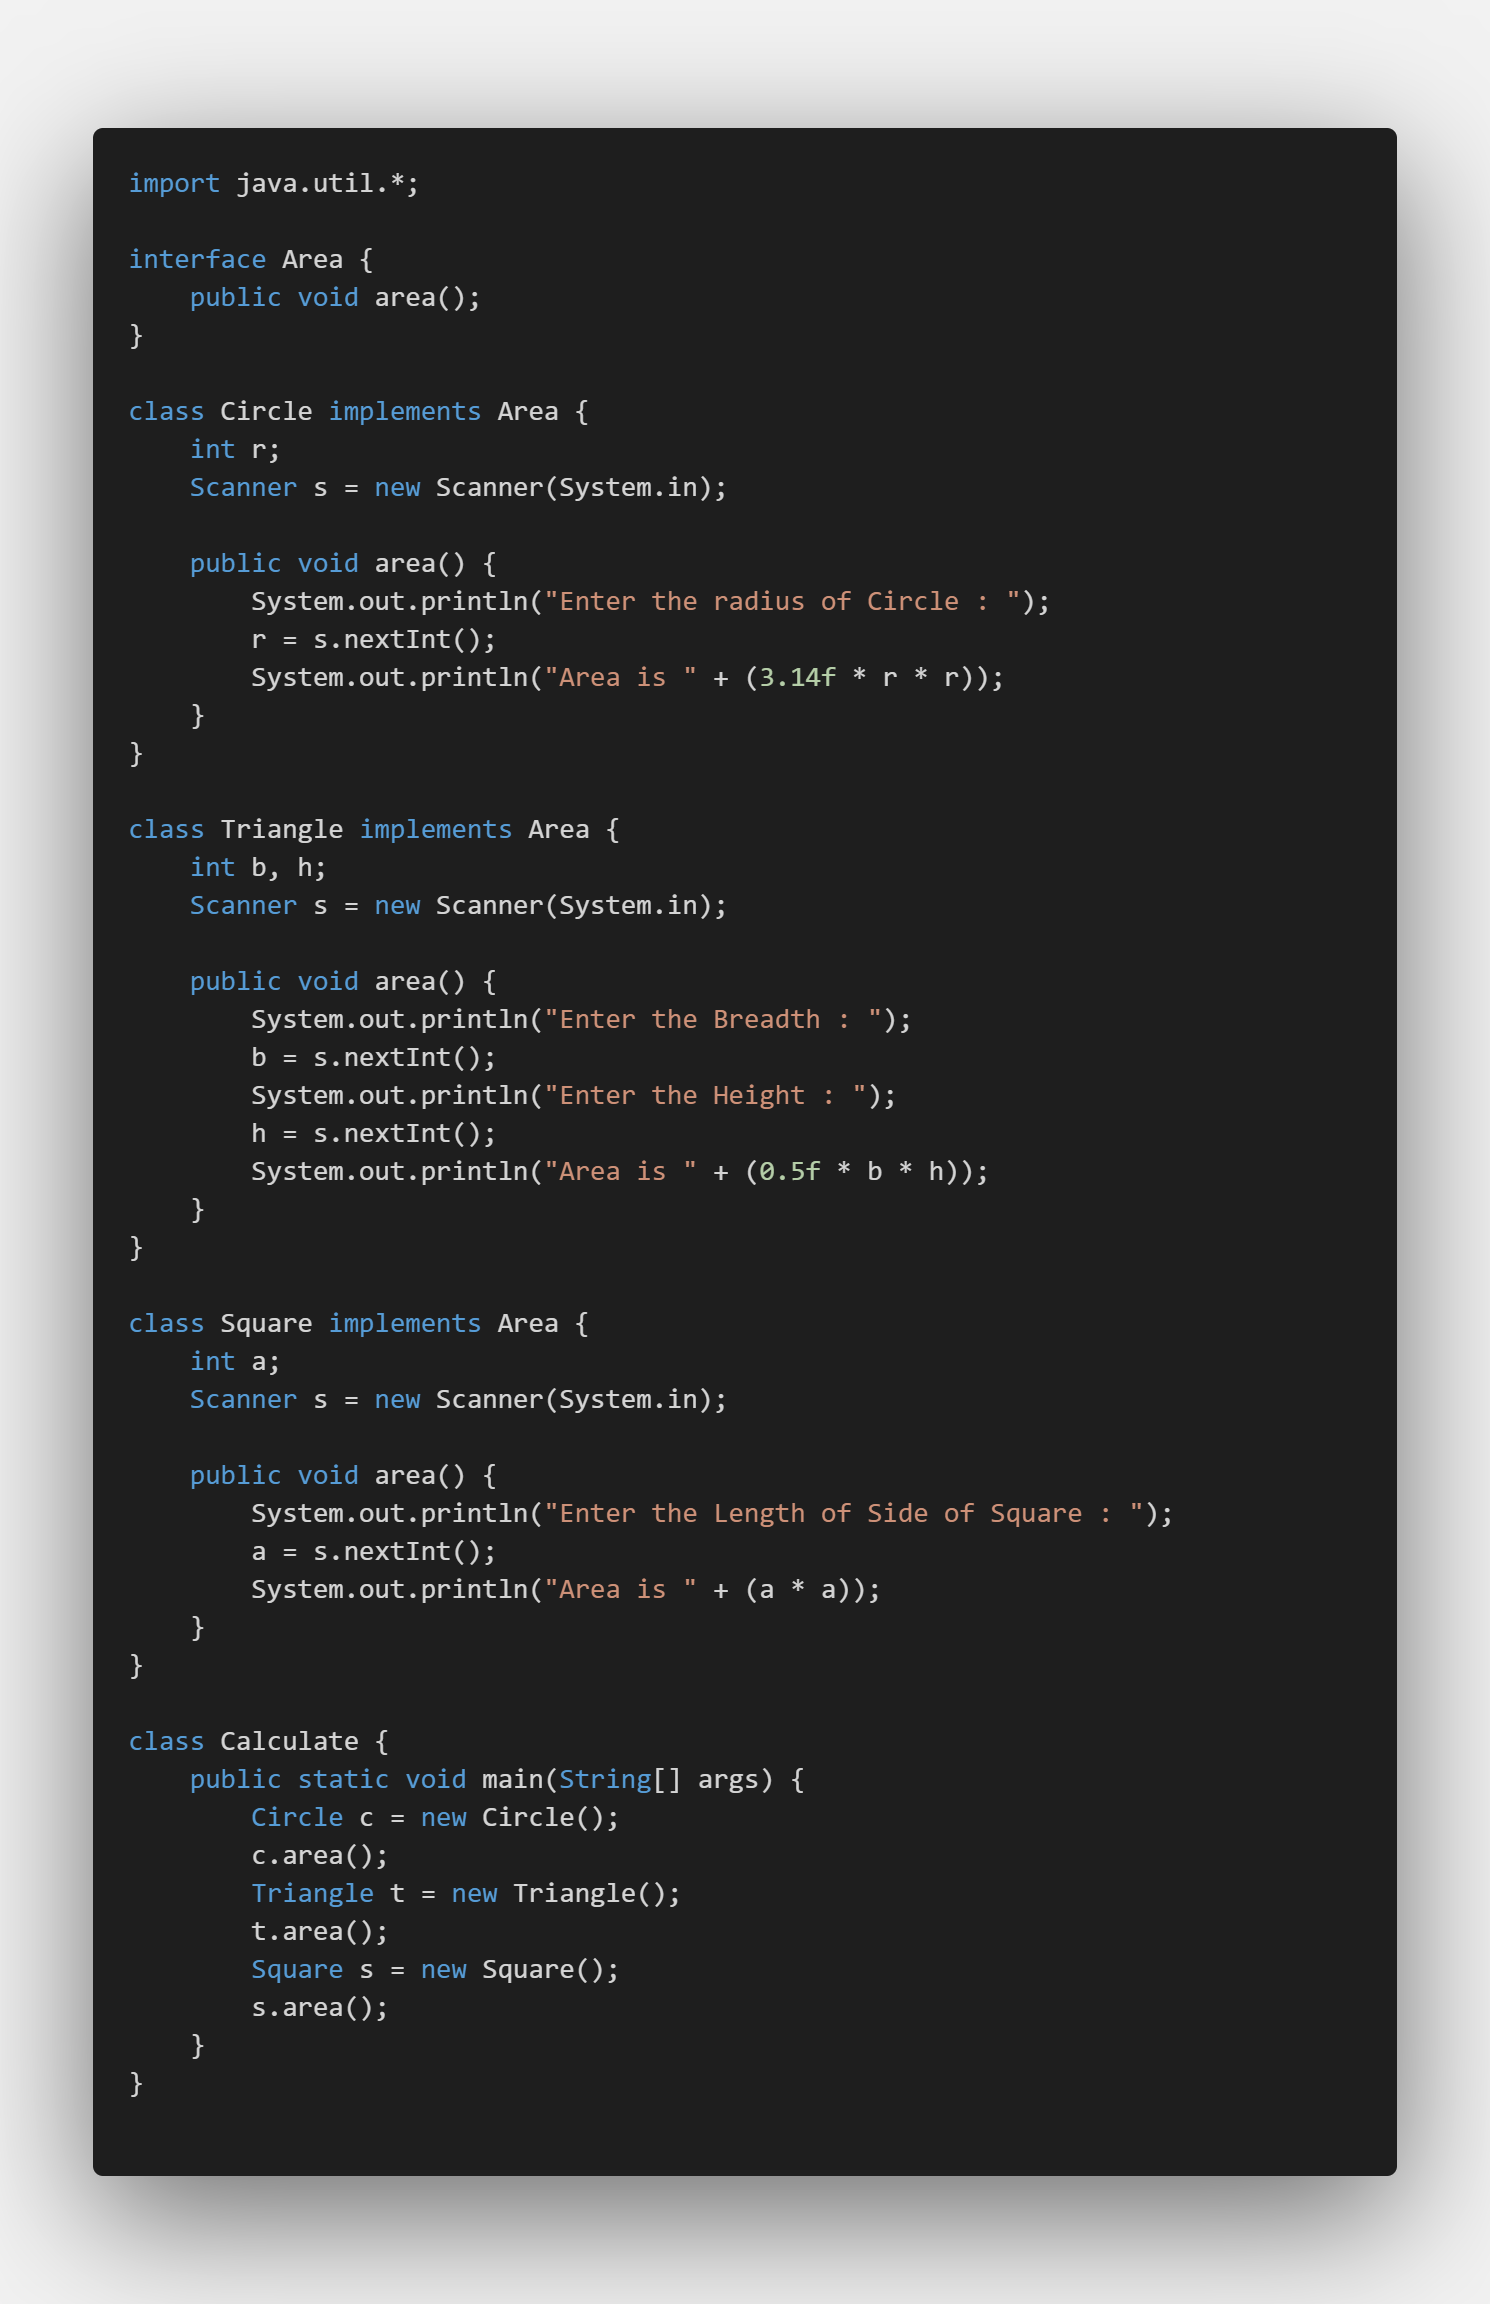 import java.util.*;

interface Area {
    public void area();
}

class Circle implements Area {
    int r;
    Scanner s = new Scanner(System.in);

    public void area() {
        System.out.println("Enter the radius of Circle : ");
        r = s.nextInt();
        System.out.println("Area is " + (3.14f * r * r));
    }
}

class Triangle implements Area {
    int b, h;
    Scanner s = new Scanner(System.in);

    public void area() {
        System.out.println("Enter the Breadth : ");
        b = s.nextInt();
        System.out.println("Enter the Height : ");
        h = s.nextInt();
        System.out.println("Area is " + (0.5f * b * h));
    }
}

class Square implements Area {
    int a;
    Scanner s = new Scanner(System.in);

    public void area() {
        System.out.println("Enter the Length of Side of Square : ");
        a = s.nextInt();
        System.out.println("Area is " + (a * a));
    }
}

class Calculate {
    public static void main(String[] args) {
        Circle c = new Circle();
        c.area();
        Triangle t = new Triangle();
        t.area();
        Square s = new Square();
        s.area();
    }
}